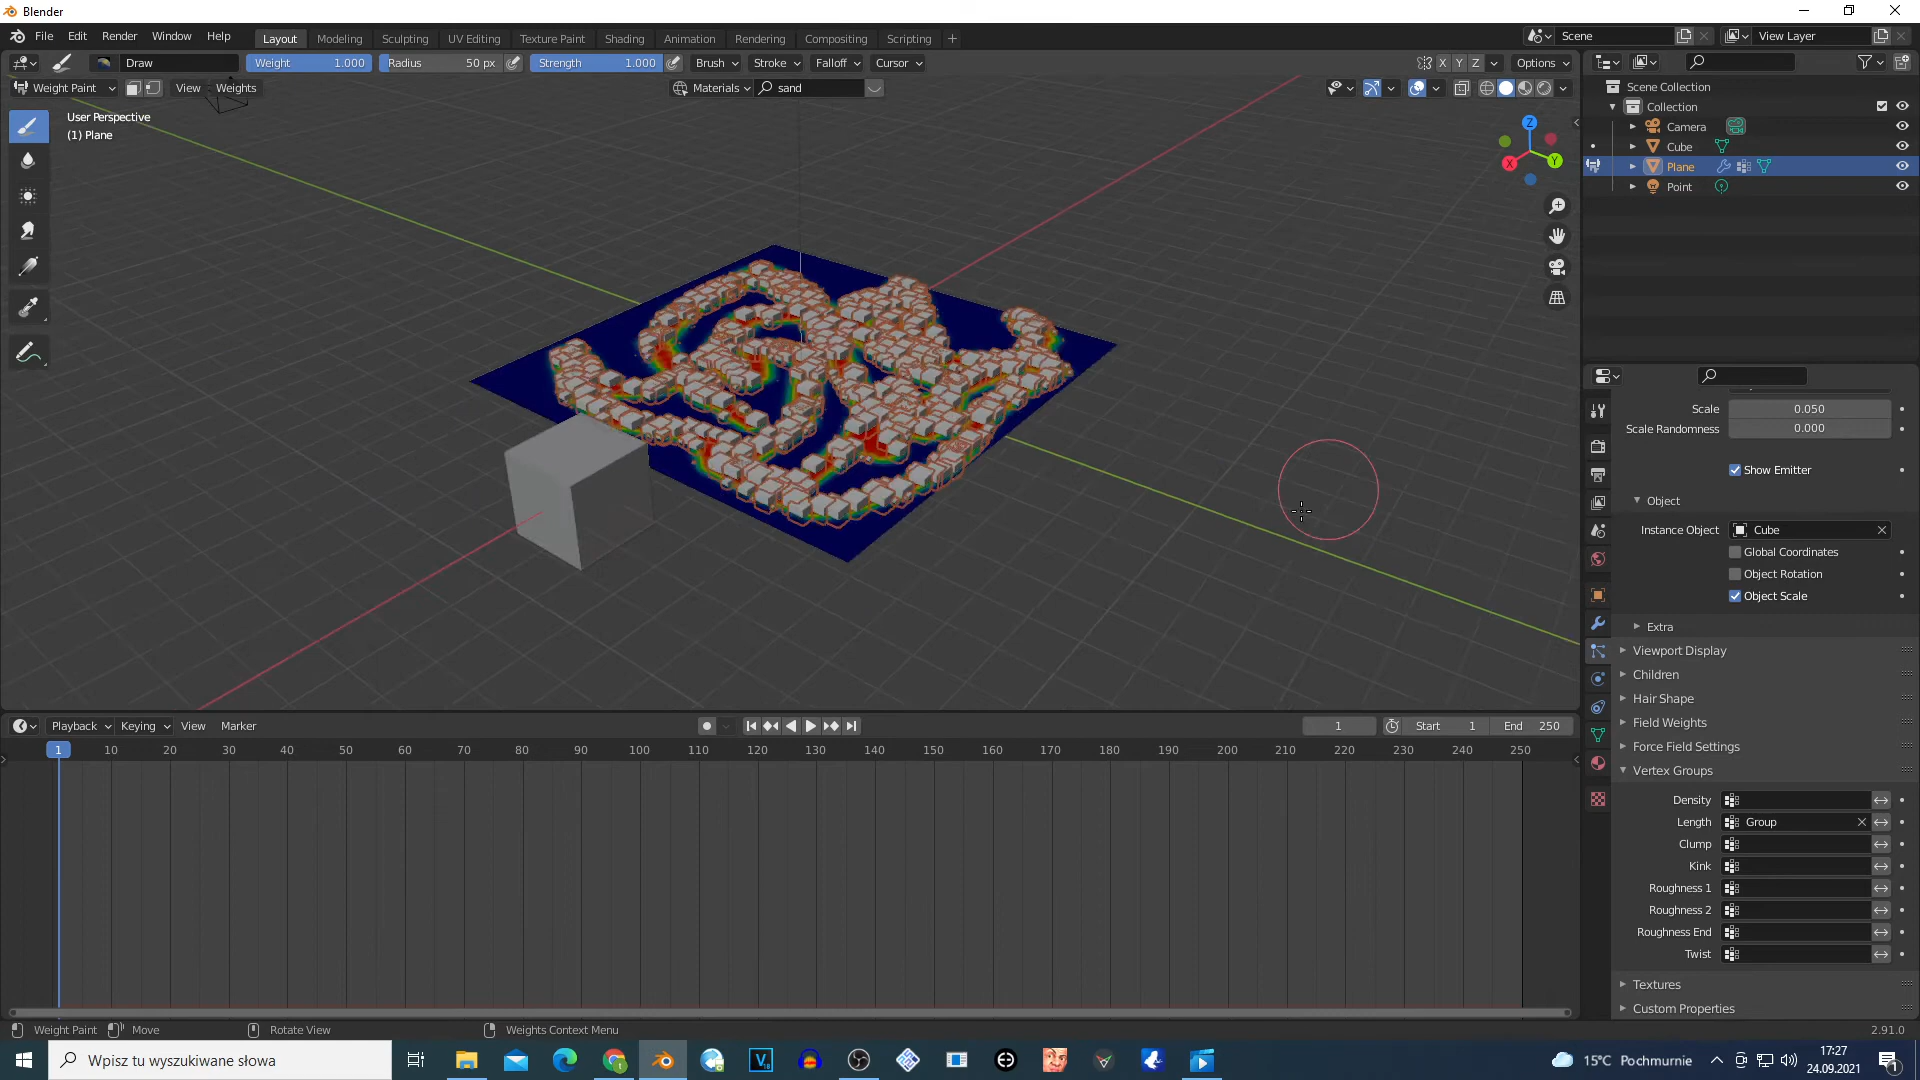 Blender
File Edit Render Window Help
Layout Modeling Sculpting UV Editing Texture Paint Shading Animation Rendering Compositing Scripting +
Scene
View Layer
Draw
Weight 1.000
Radius 50 px
Strength 1.000
Brush Stroke Falloff Cursor
X Y Z
Options
Weight Paint
View Weights
Materials
sand
User Perspective
(1) Plane
Z
X
Y
Scene Collection
Collection
Camera
Cube
Plane
Point
Scale 0.050
Scale Randomness 0.000
Show Emitter
Object
Instance Object Cube
Global Coordinates
Object Rotation
Object Scale
Extra
Viewport Display
Children
Hair Shape
Field Weights
Force Field Settings
Vertex Groups
Density
Length Group
Clump
Kink
Roughness 1
Roughness 2
Roughness End
Twist
Textures
Custom Properties
Playback Keying View Marker
1
Start 1
End 250
1 10 20 30 40 50 60 70 80 90 100 110 120 130 140 150 160 170 180 190 200 210 220 230 240 250
Weight Paint Move Rotate View Weights Context Menu
2.91.0
Wpisz tu wyszukiwane słowa
15°C Pochmurnie
17:27
24.09.2021
1